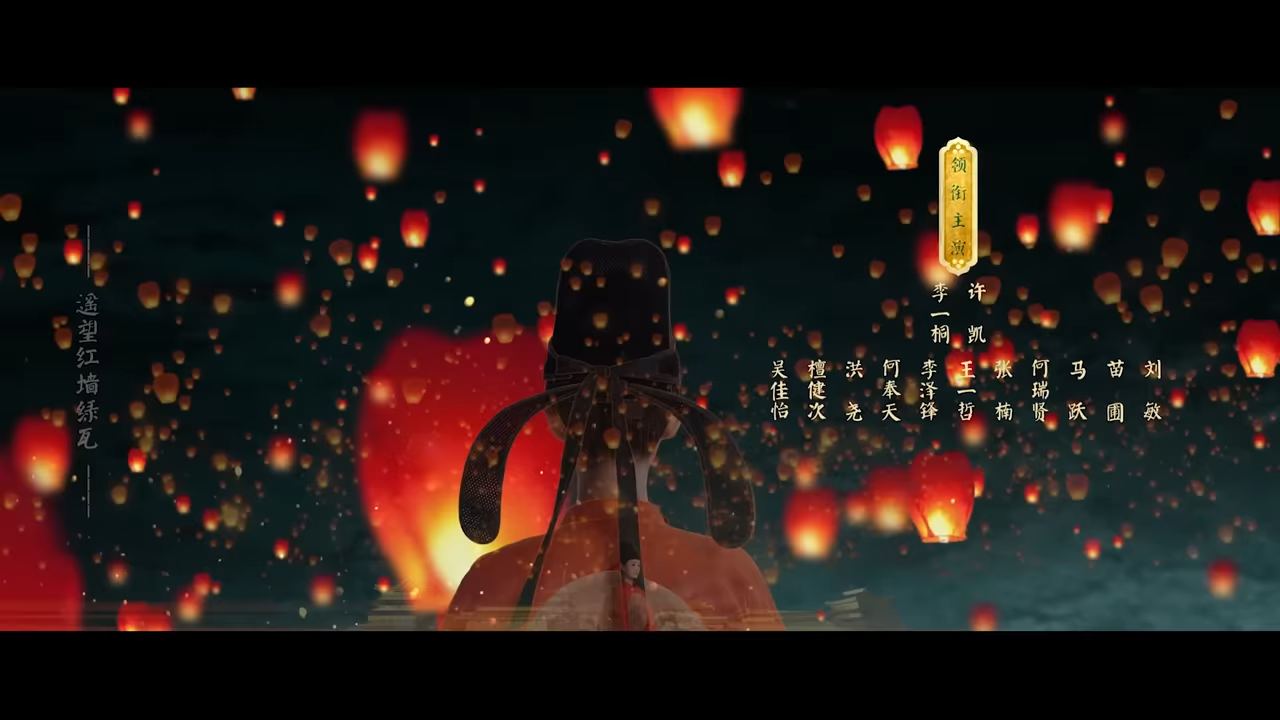 领衔主演
许凯
李一桐
刘敏
苗圃
马跃
何瑞贤
张楠
王一哲
李泽锋
何奉天
洪尧
檀健次
吴佳怡
遥望红墙绿瓦